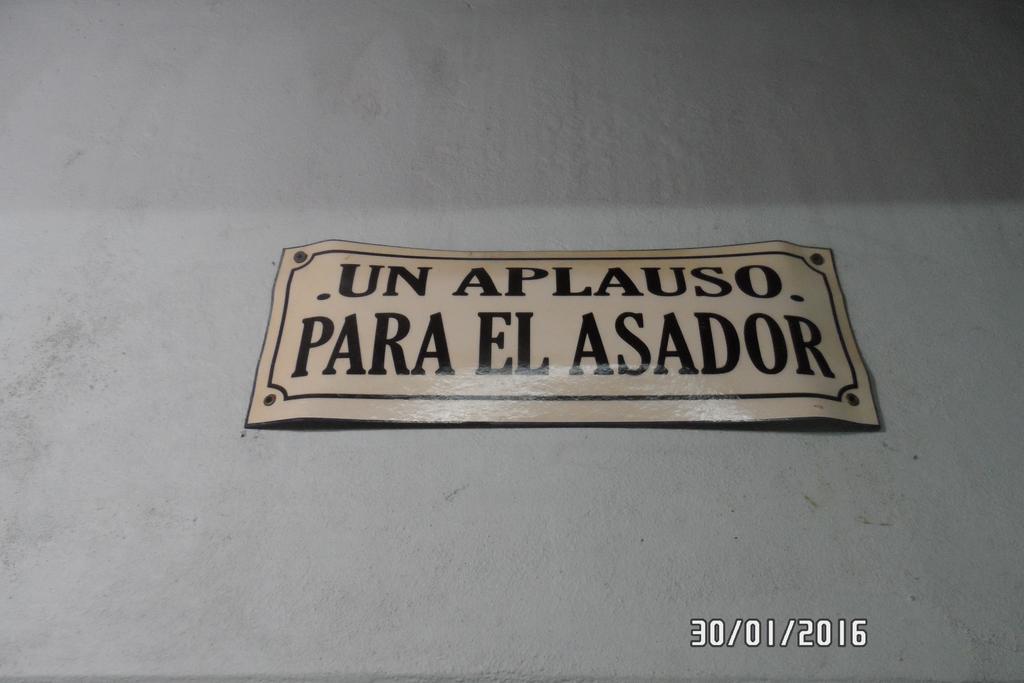 . UN APLAUSO .
PARA EL ASADOR
30/01/2016